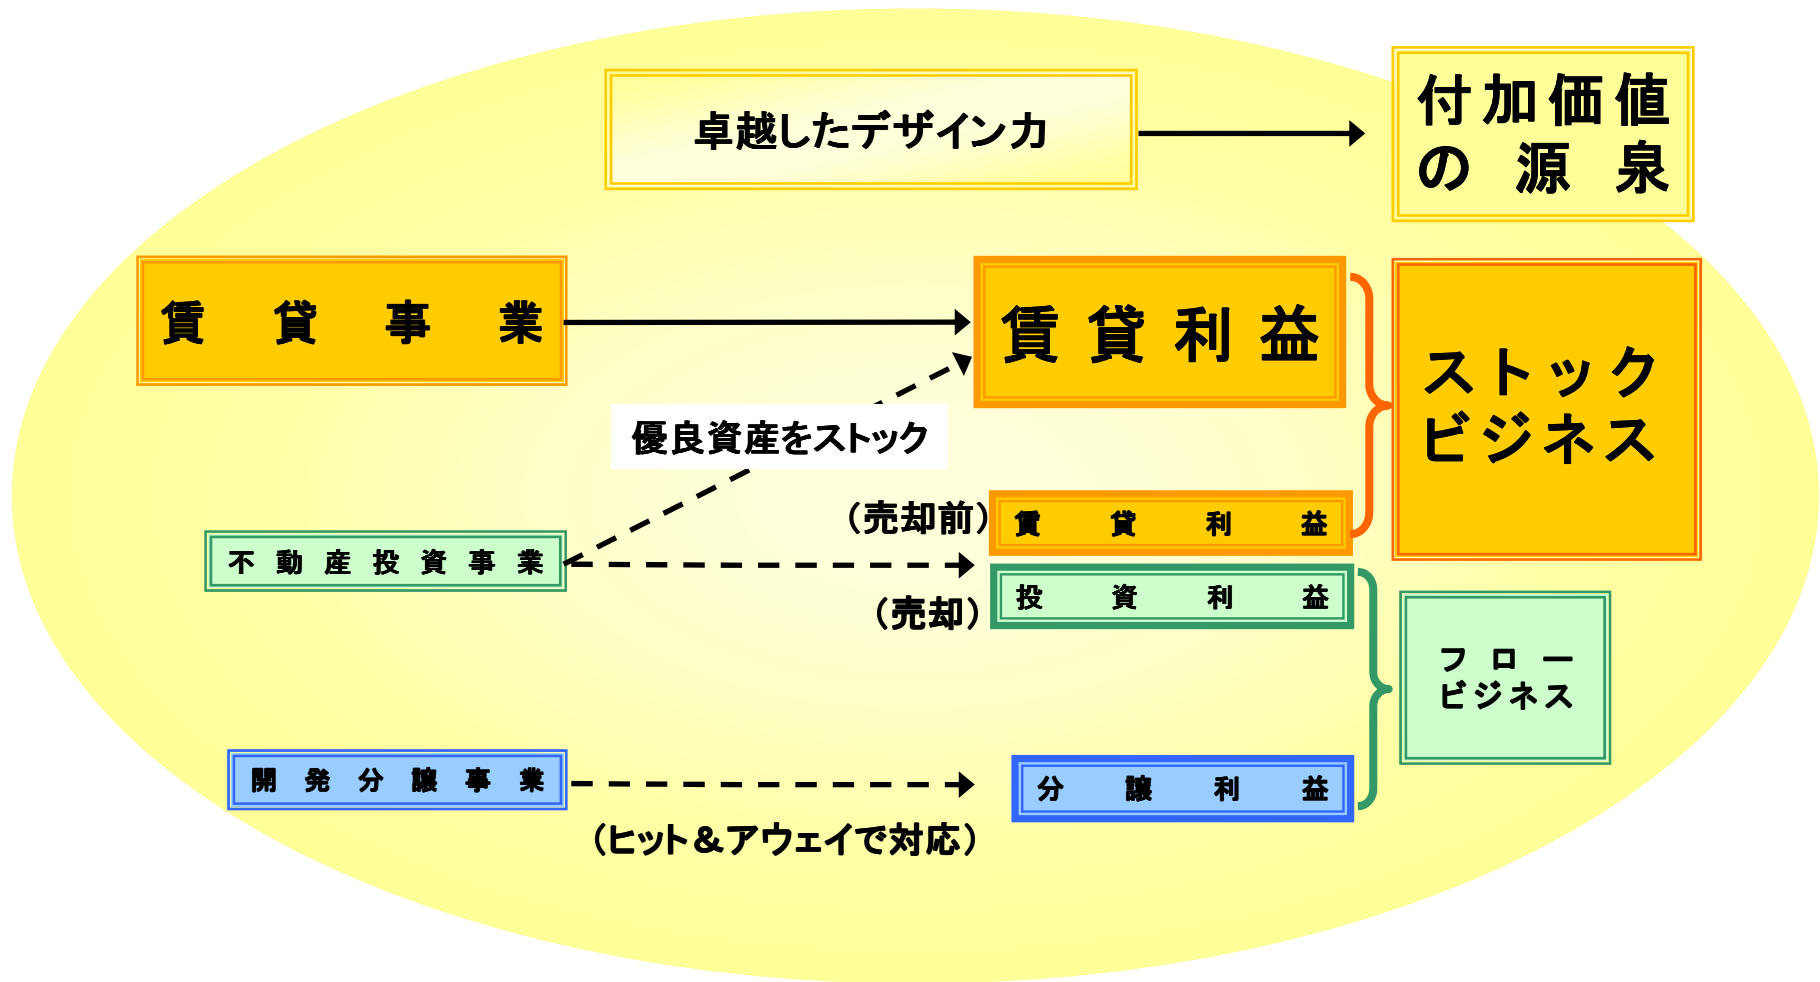 卓越したデザイン力
付加価値
の源泉
賃貸事業
賃貸利益
ストック
ビジネス
優良資産をストック
（売却前）
賃貸利益
不動産投資事業
投資利益
（売却）
フロー
ビジネス
開発分譲事業
分譲利益
（ヒット＆アウェイで対応）